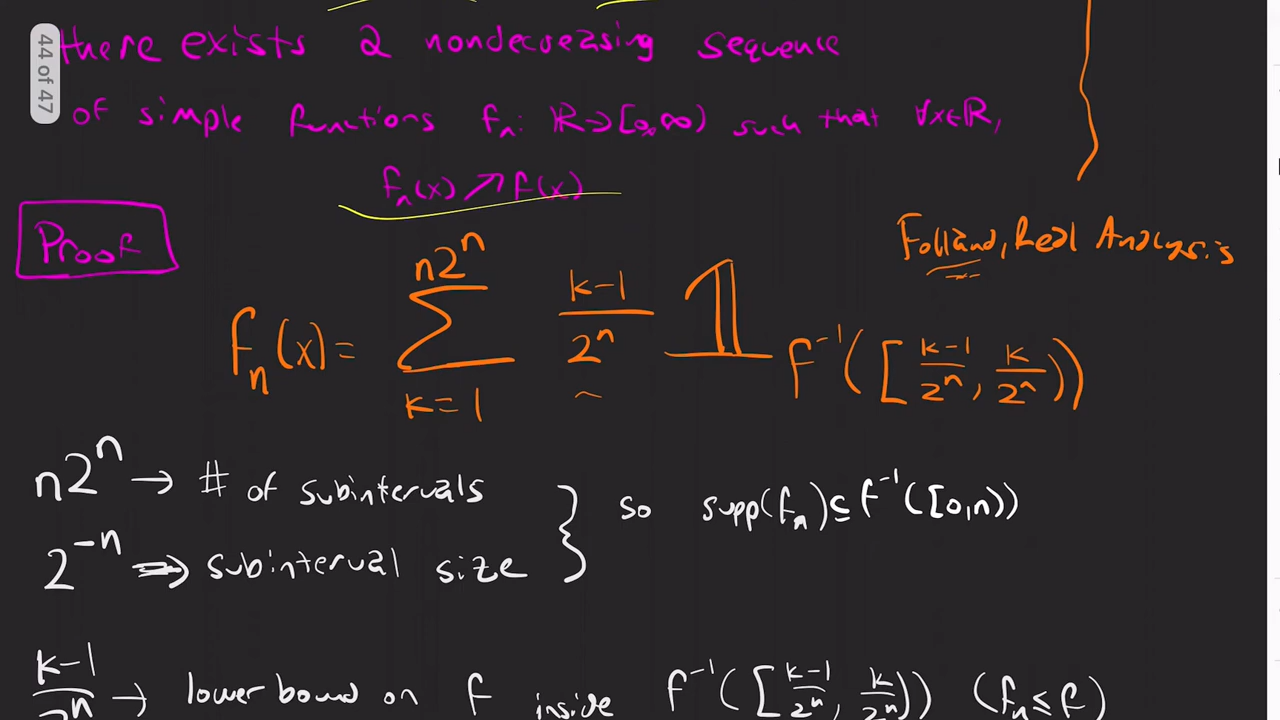 there exists a nondecreasing sequence
of simple functions fₙ: ℝ→[0,∞) such that ∀x∈ℝ,
fₙ(x) ↗ f(x)
Proof
Folland, Real Analysis
fₙ(x) = ∑_{k=1}^{n2ⁿ} (k-1)/2ⁿ 𝟙_{f⁻¹([(k-1)/2ⁿ, k/2ⁿ))}
n2ⁿ → # of subintervals
2⁻ⁿ → subinterval size
} so supp(fₙ) ⊆ f⁻¹([0,n))
(k-1)/2ⁿ → lower bound on f inside f⁻¹([(k-1)/2ⁿ, k/2ⁿ)) (fₙ ≤ f)
44 of 47